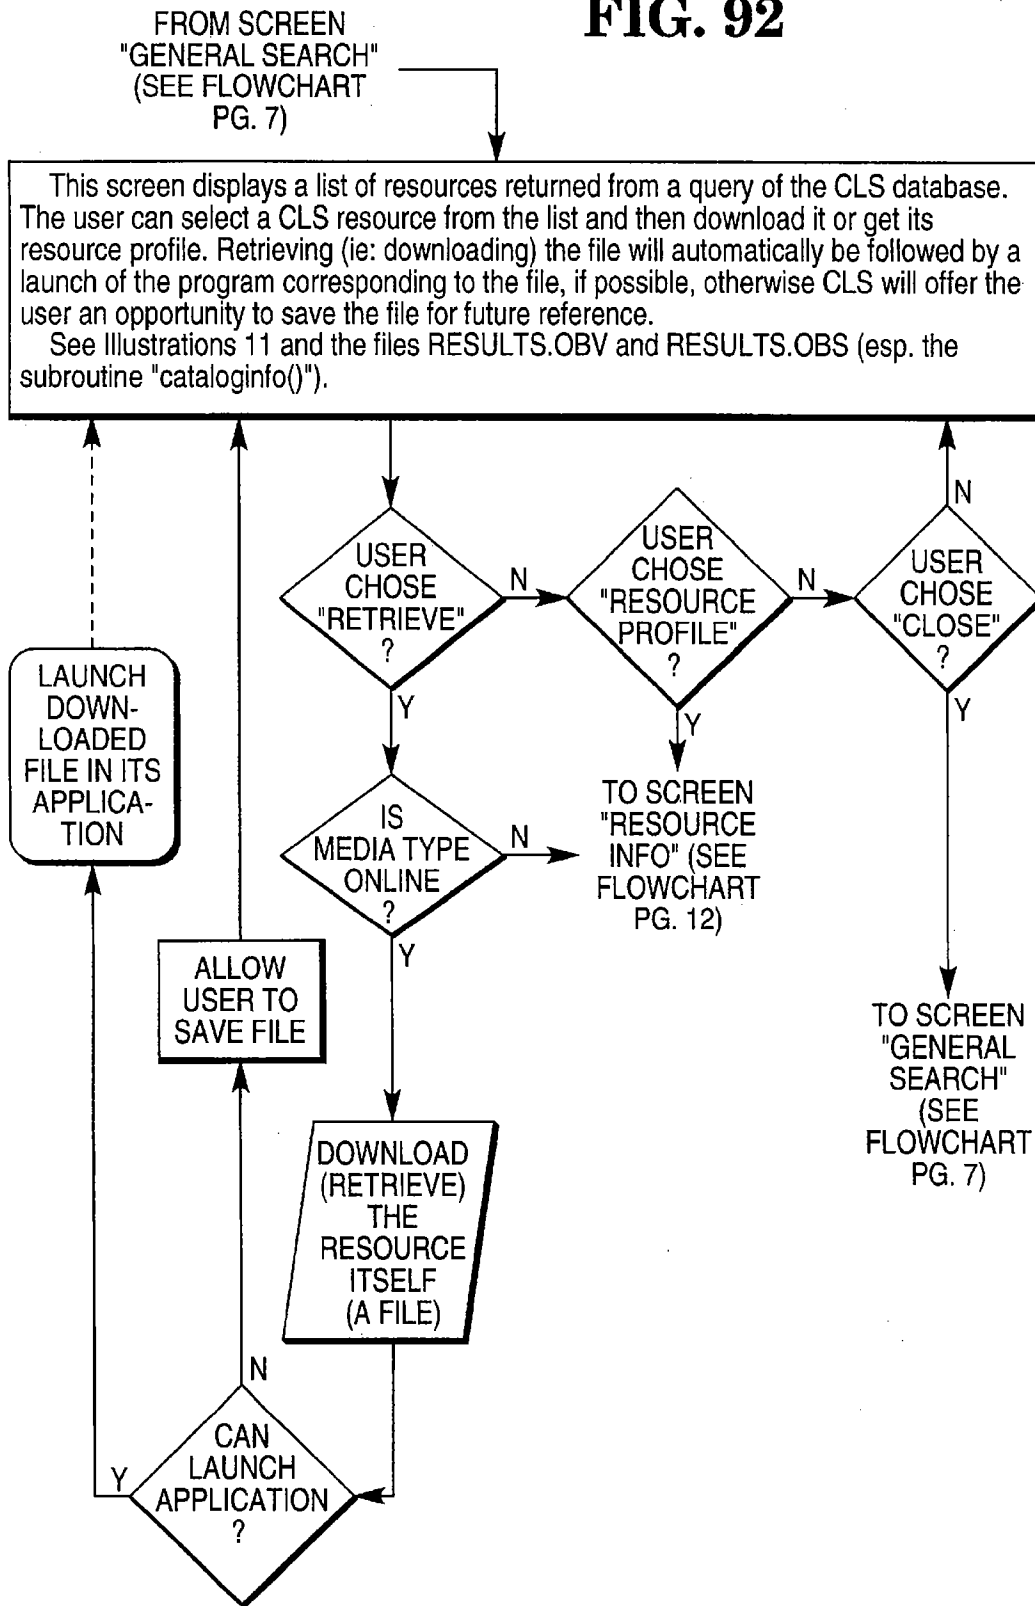 FIG. 92
FROM SCREEN
"GENERAL SEARCH"
(SEE FLOWCHART
PG. 7)
This screen displays a list of resources returned from a query of the CLS database.
The user can select a CLS resource from the list and then download it or get its
resource profile. Retrieving (ie: downloading) the file will automatically be followed by a
launch of the program corresponding to the file, if possible, otherwise CLS will offer the
user an opportunity to save the file for future reference.
See Illustrations 11 and the files RESULTS.OBV and RESULTS.OBS (esp. the
subroutine "cataloginfo()").
USER
CHOSE
"RETRIEVE"
?
N
Y
USER
CHOSE
"RESOURCE
PROFILE"
?
N
Y
N
USER
CHOSE
"CLOSE"
?
Y
LAUNCH
DOWN-
LOADED
FILE IN ITS
APPLICA-
TION
IS
MEDIA TYPE
ONLINE
?
N
Y
TO SCREEN
"RESOURCE
INFO" (SEE
FLOWCHART
PG. 12)
ALLOW
USER TO
SAVE FILE
TO SCREEN
"GENERAL
SEARCH"
(SEE
FLOWCHART
PG. 7)
DOWNLOAD
(RETRIEVE)
THE
RESOURCE
ITSELF
(A FILE)
N
Y
CAN
LAUNCH
APPLICATION
?